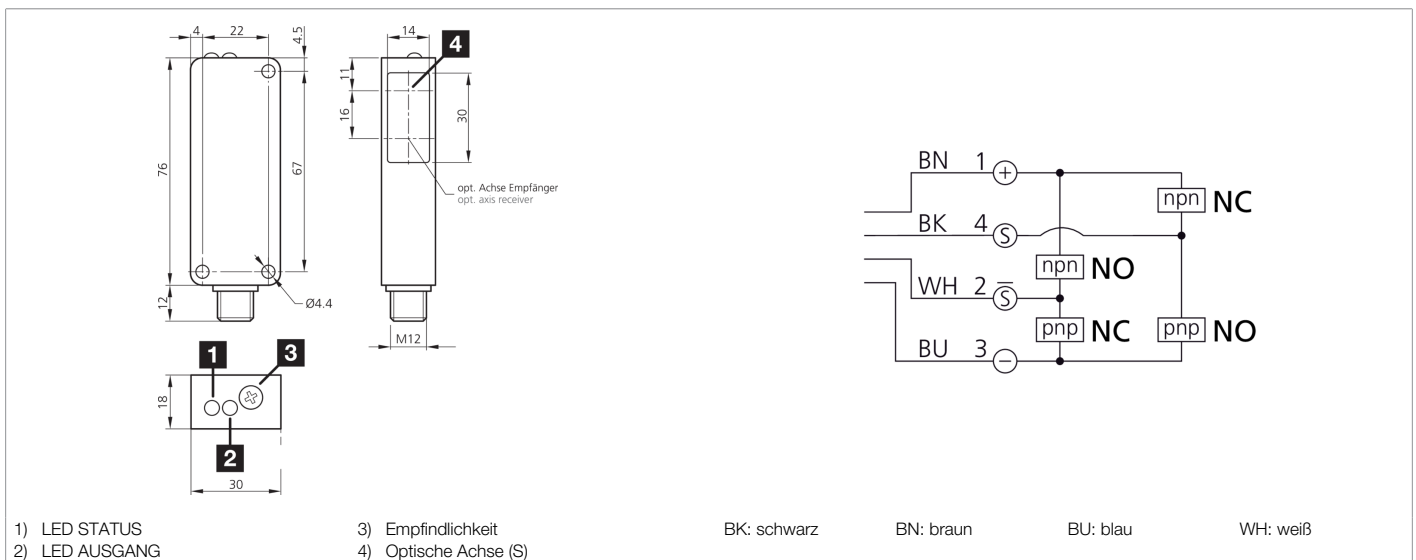 4 22 4.5 14 4
11
16 30
76 67
opt. Achse Empfänger
opt. axis receiver
12 Ø4.4
M12
1 3
18
2
30
BN 1 + npn NC
BK 4 S
npn NO
WH 2 S̅
pnp NC pnp NO
BU 3 −
1) LED STATUS 3) Empfindlichkeit BK: schwarz BN: braun BU: blau WH: weiß
2) LED AUSGANG 4) Optische Achse (S)